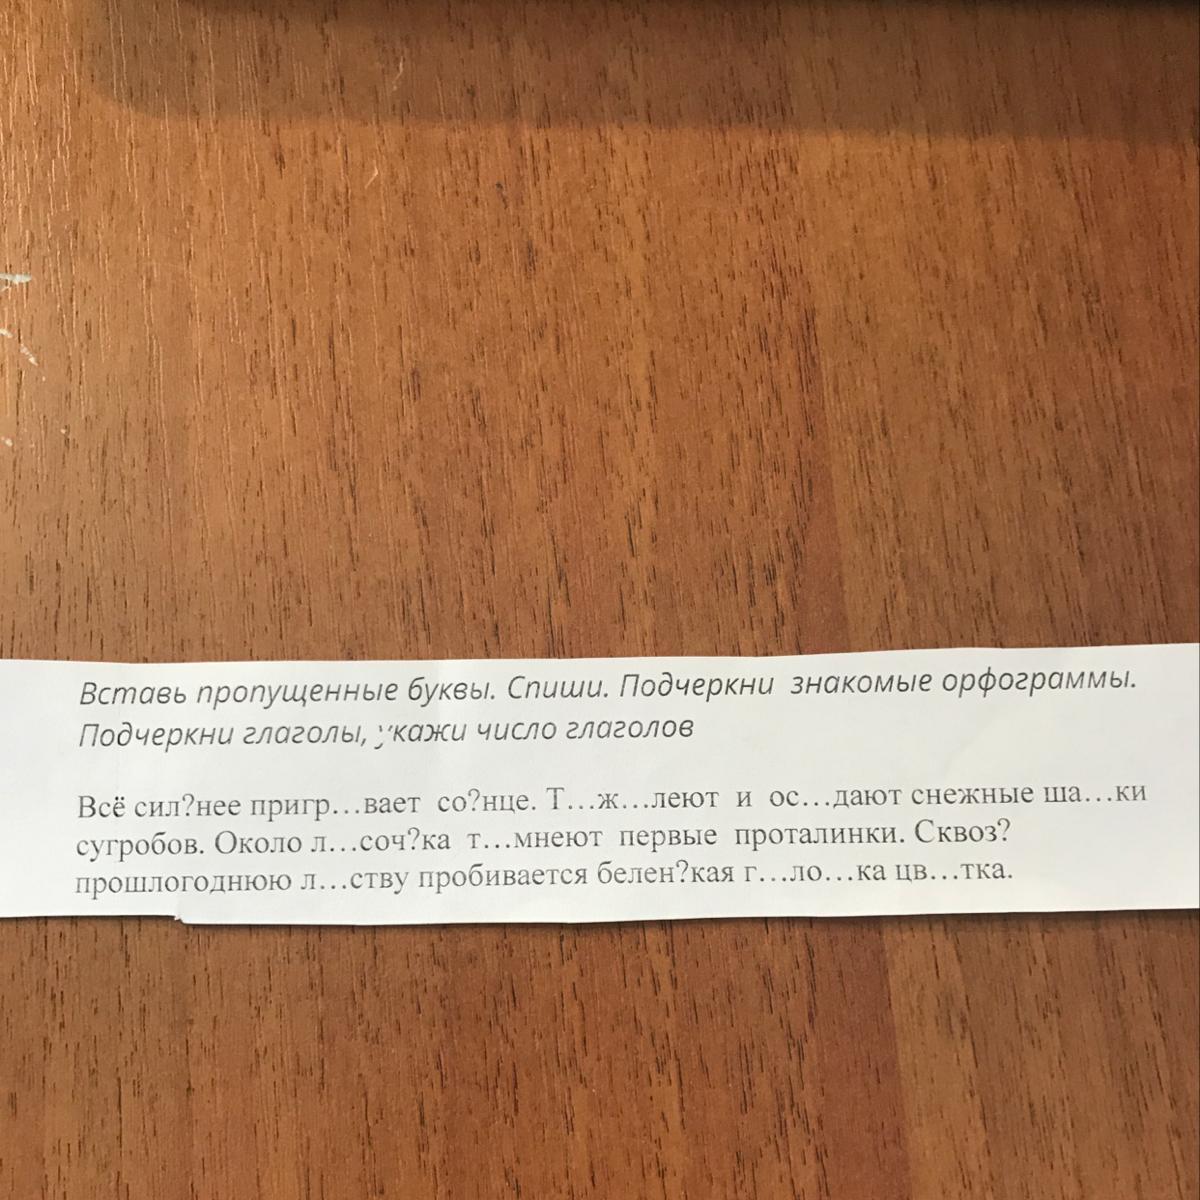 Вставь пропущенные буквы. Спиши. Подчеркни знакомые орфограммы.
Подчеркни глаголы, укажи число глаголов
Всё сил?нее пригр…вает со?нце. Т…ж…леют и ос…дают снежные ша…ки
сугробов. Около л…соч?ка т…мнеют первые проталинки. Сквоз?
прошлогоднюю л…ству пробивается белен?кая г…ло…ка цв…тка.